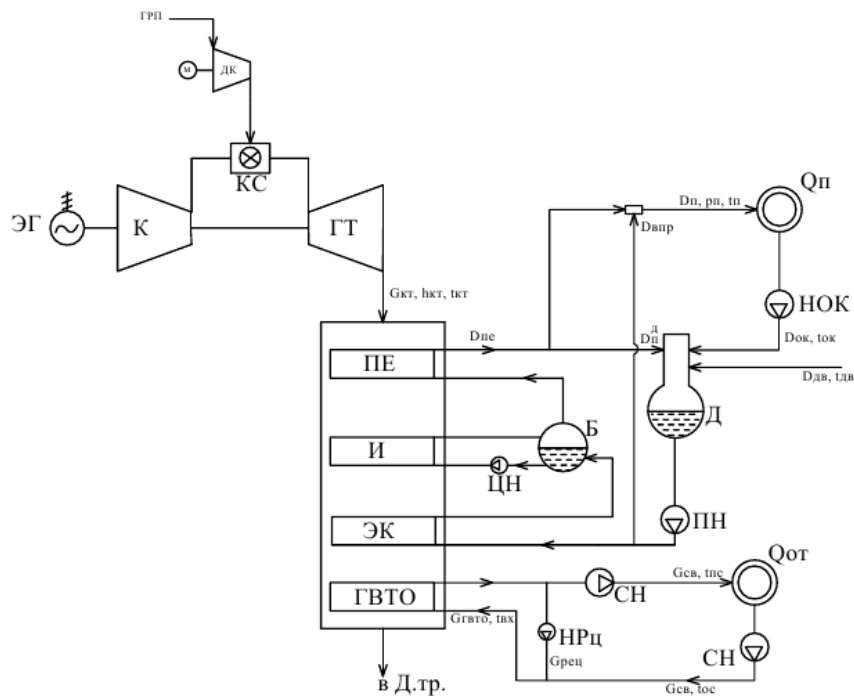 ГРП
М
ДК
КС
ЭГ
К
ГТ
Gкт, hкт, tкт
Qп
Dп, pп, tп
Dвпр
НОК
Dпе
Dпд
Dок, tок
Dдв, tдв
ПЕ
Б
Д
И
ЦН
ЭК
ПН
Qот
Gсв, tпс
ГВТО
СН
Gгвто, tвх
НРц
СН
Gрец
Gсв, tос
в Д.тр.